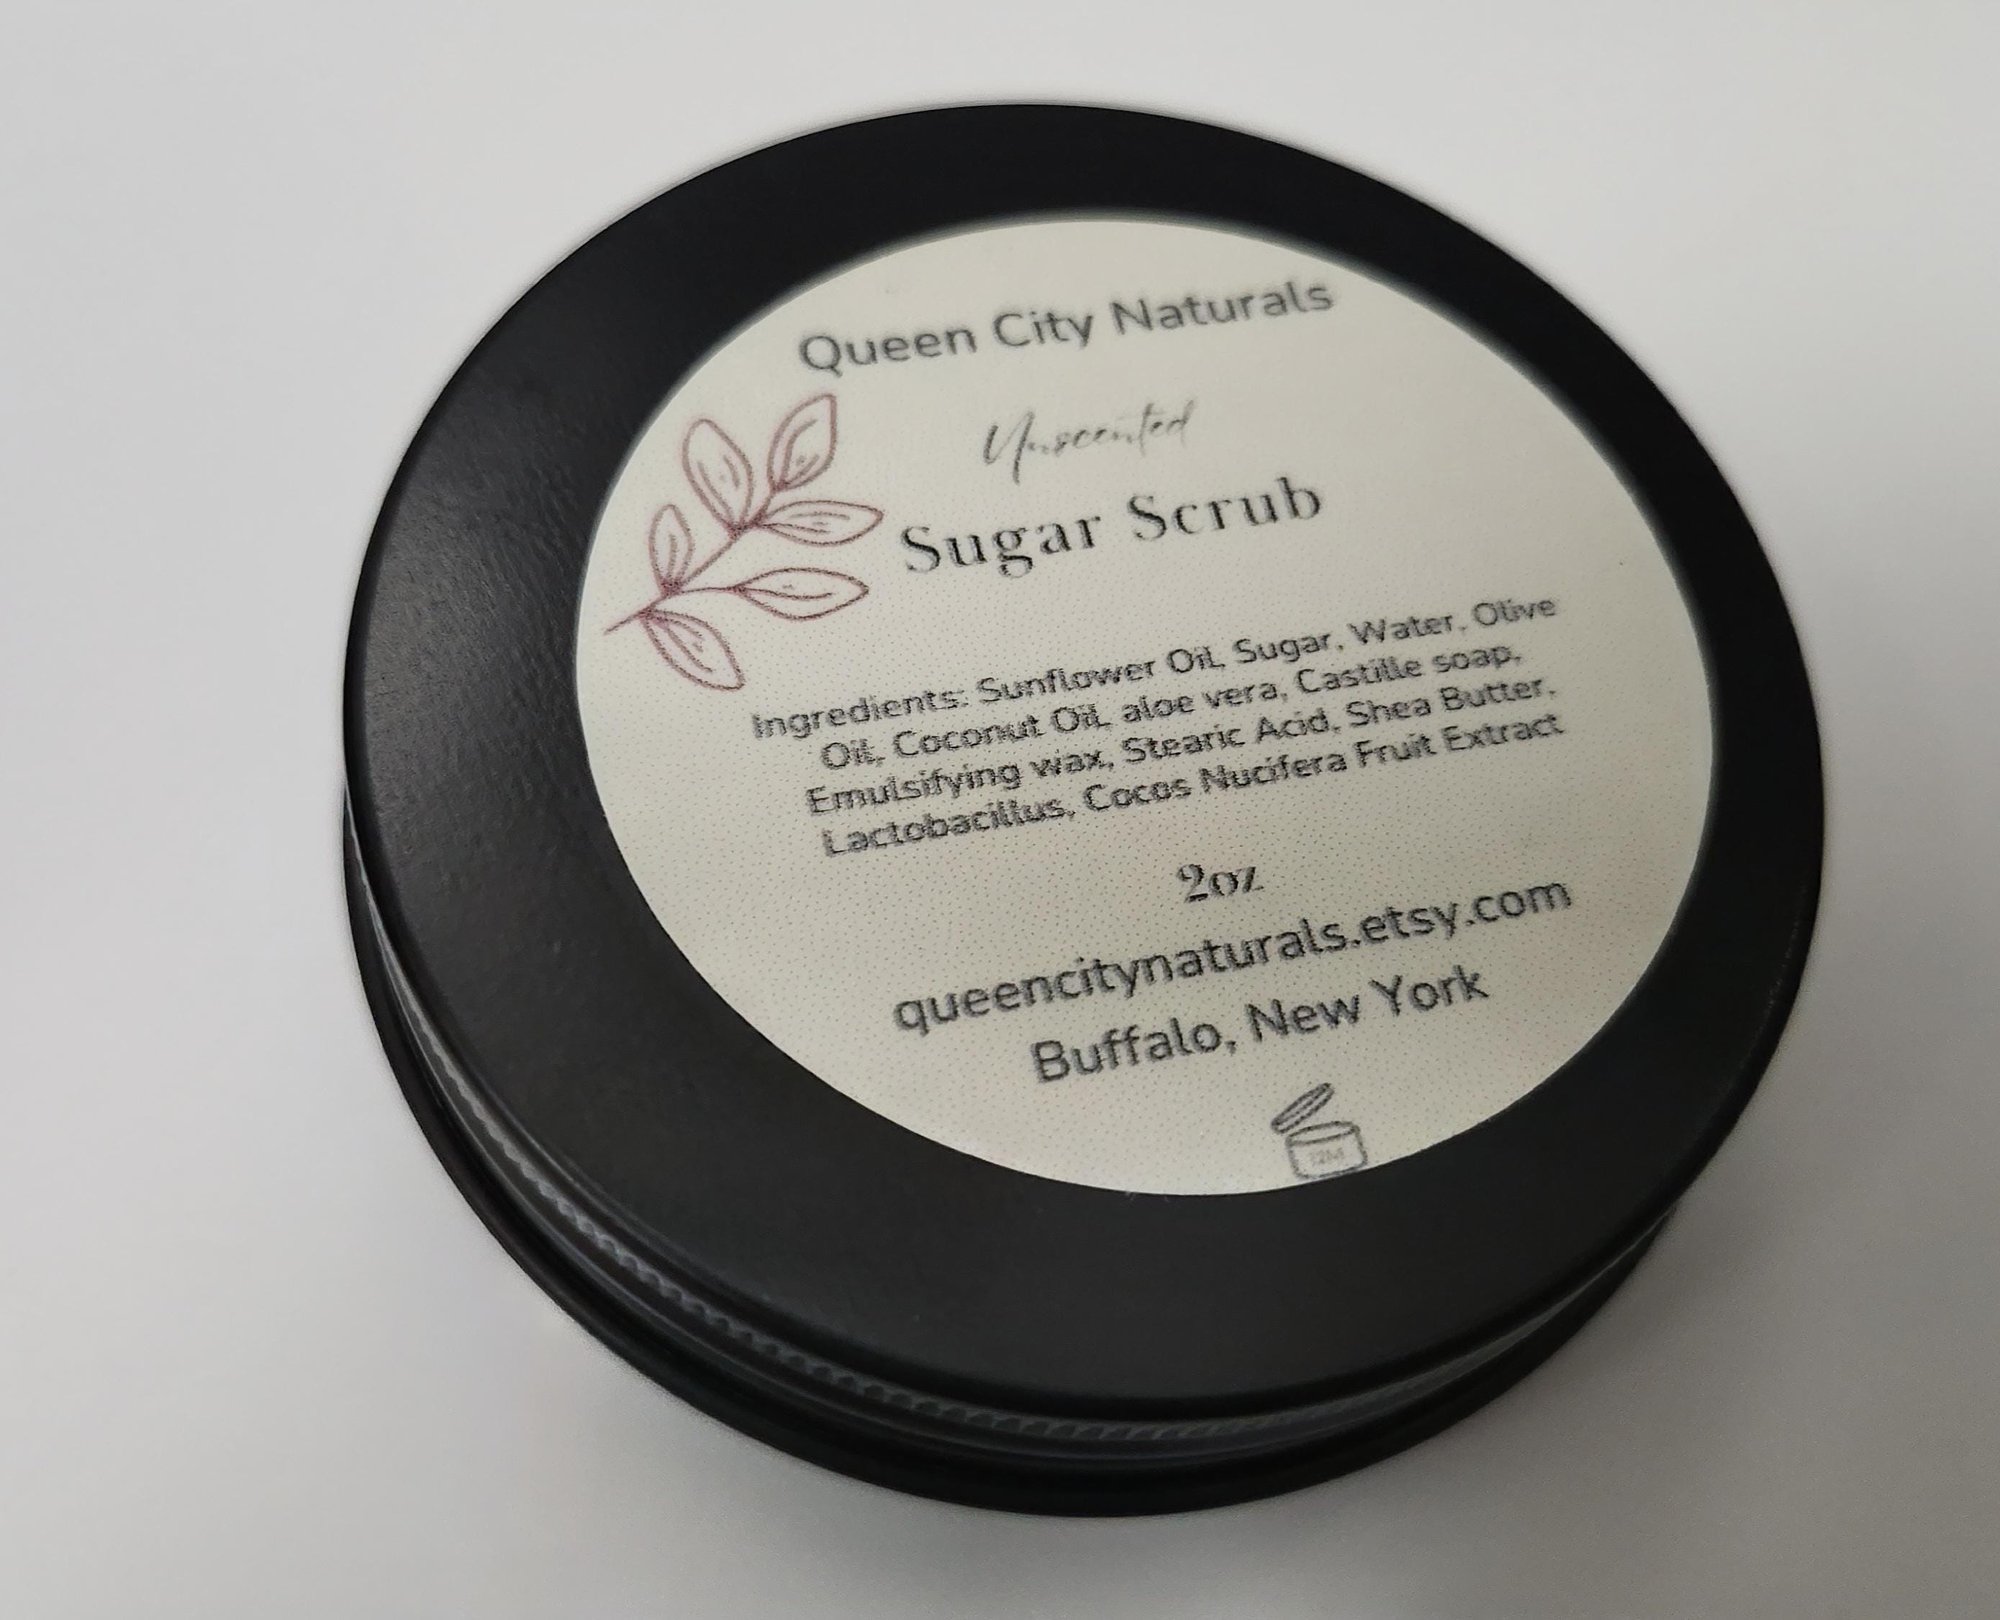 Queen City Naturals
Unscented
Sugar Scrub
Ingredients: Sunflower Oil, Sugar, Water, Olive
Oil, Coconut Oil, aloe vera, Castille soap,
Emulsifying wax, Stearic Acid, Shea Butter,
Lactobacillus, Cocos Nucifera Fruit Extract
2oz
queencitynaturals.etsy.com
Buffalo, New York
12M